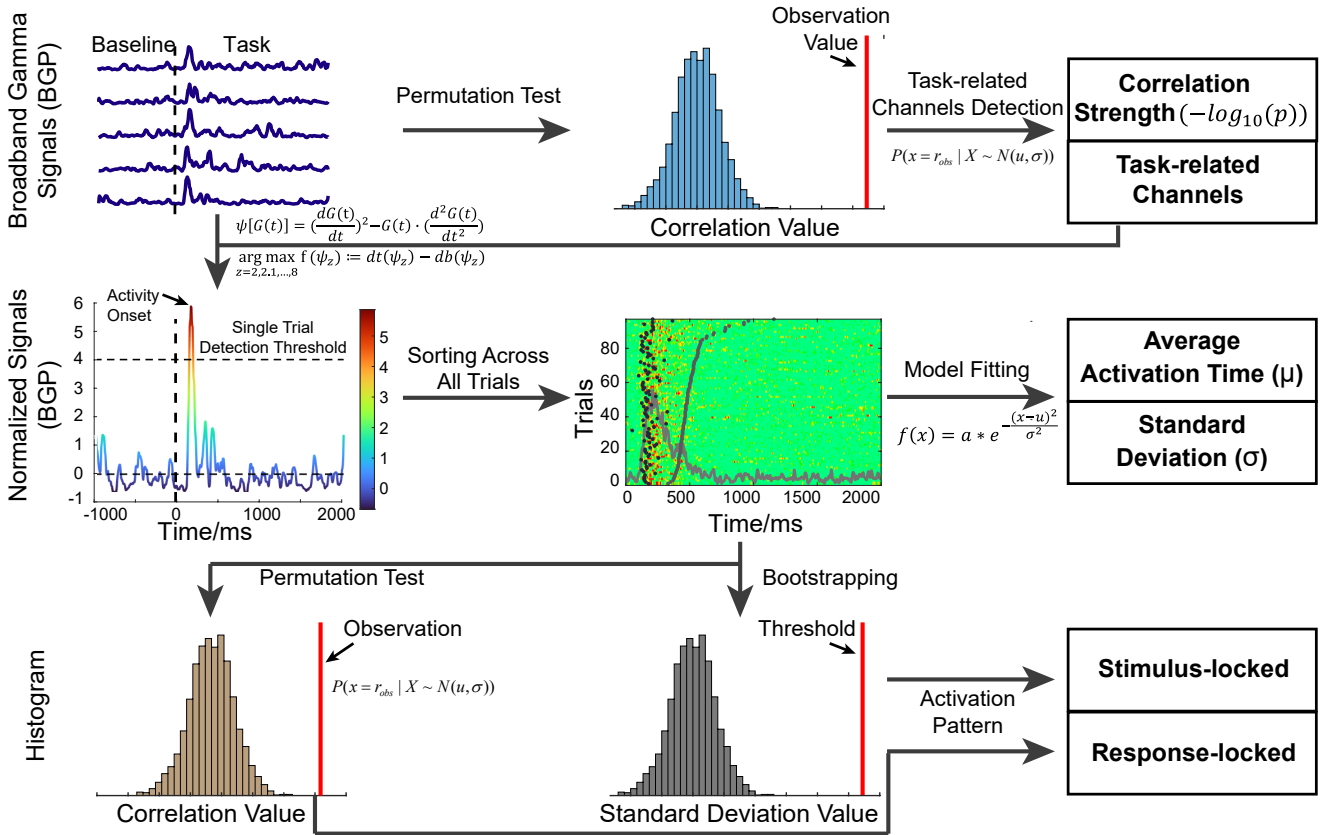 Broadband Gamma
Signals (BGP)
Baseline
Task
Permutation Test
Observation
Value
Correlation Value
Task-related
Channels Detection
P(x = r_obs | X ~ N(u, σ))
Correlation
Strength (−log₁₀(p))
Task-related
Channels
ψ[G(t)] = (dG(t)/dt)² − G(t) · (d²G(t)/dt²)
arg max f(ψ_z) ≔ dt(ψ_z) − db(ψ_z)
z=2,2.1,…,8
Normalized Signals
(BGP)
Activity
Onset
Single Trial
Detection Threshold
6
5
4
3
2
1
0
-1
-1000
0
1000
2000
Time/ms
5
4
3
2
1
0
Sorting Across
All Trials
Trials
80
60
40
20
0
0
500
1000
1500
2000
Time/ms
Model Fitting
f(x) = a * e^(−(x−u)²/σ²)
Average
Activation Time (μ)
Standard
Deviation (σ)
Histogram
Permutation Test
Observation
P(x = r_obs | X ~ N(u, σ))
Correlation Value
Bootstrapping
Threshold
Standard Deviation Value
Activation
Pattern
Stimulus-locked
Response-locked